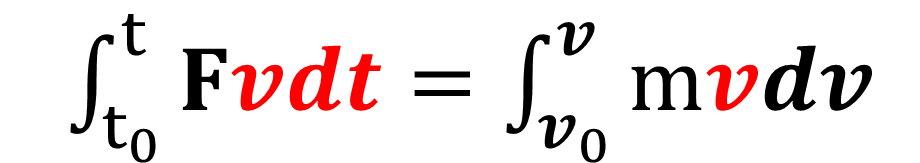 ∫_{t₀}^{t} F𝒗𝒅𝒕 = ∫_{𝒗₀}^{𝒗} m𝒗𝒅𝒗